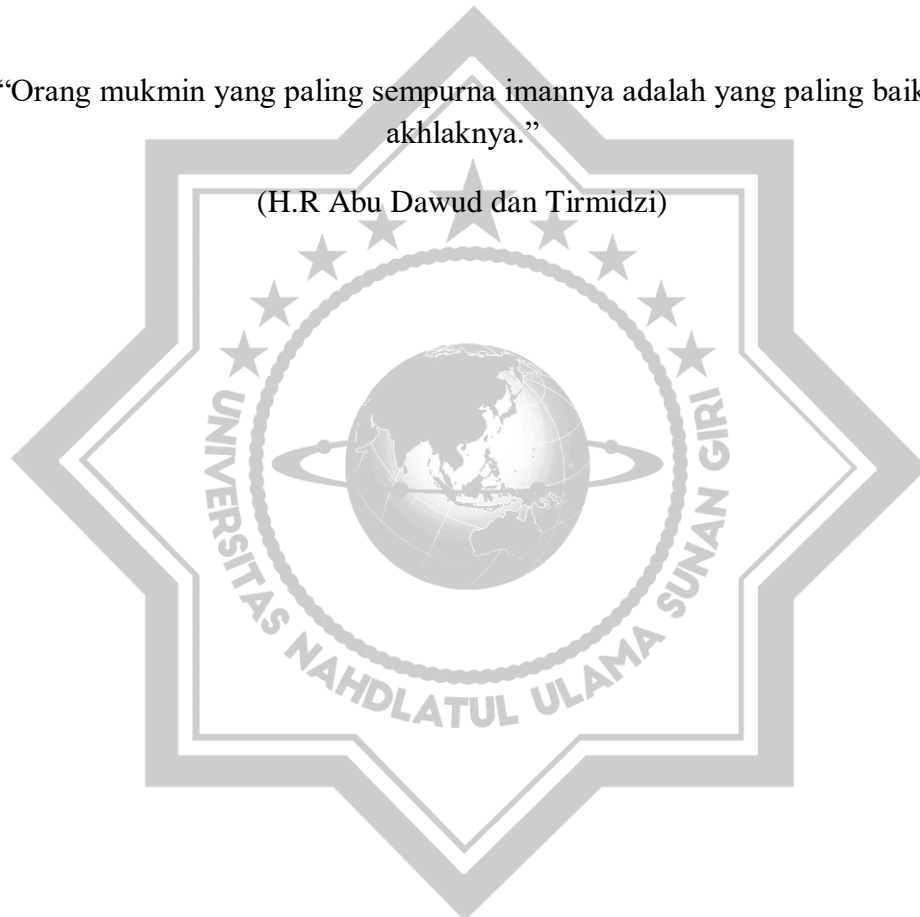 “Orang mukmin yang paling sempurna imannya adalah yang paling baik
akhlaknya.”
(H.R Abu Dawud dan Tirmidzi)
UNIVERSITAS NAHDLATUL ULAMA SUNAN GIRI